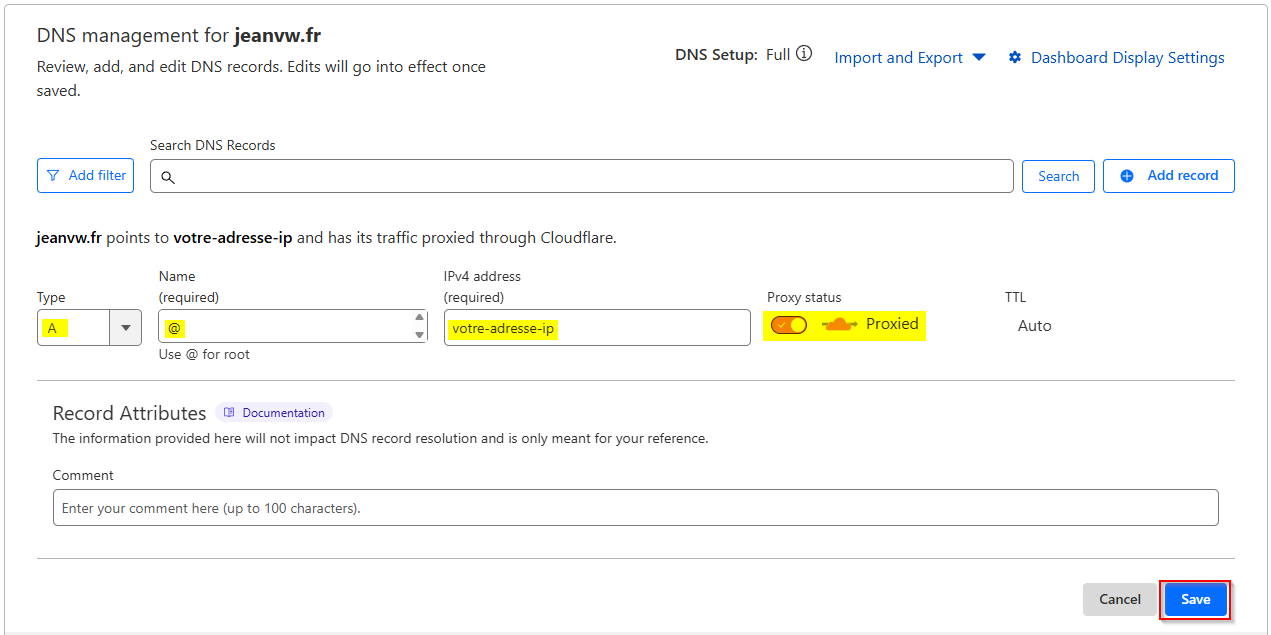 DNS management for jeanvw.fr
Review, add, and edit DNS records. Edits will go into effect once
saved.
DNS Setup: Full
Import and Export
Dashboard Display Settings
Search DNS Records
Add filter
Search
Add record
jeanvw.fr points to votre-adresse-ip and has its traffic proxied through Cloudflare.
Type
Name
(required)
IPv4 address
(required)
Proxy status
TTL
A
@
votre-adresse-ip
Proxied
Auto
Use @ for root
Record Attributes
Documentation
The information provided here will not impact DNS record resolution and is only meant for your reference.
Comment
Enter your comment here (up to 100 characters).
Cancel
Save